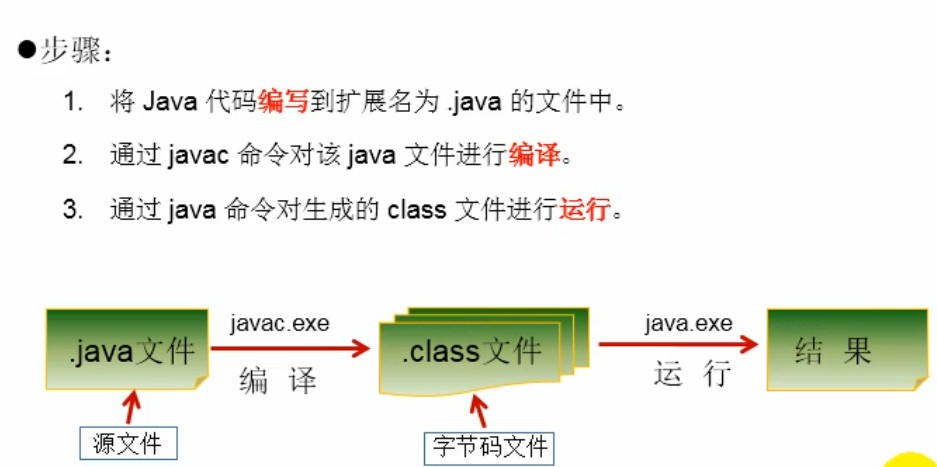 ●步骤：
1. 将 Java 代码编写到扩展名为 .java 的文件中。
2. 通过 javac 命令对该 java 文件进行编译。
3. 通过 java 命令对生成的 class 文件进行运行。
.java文件
javac.exe
编 译
.class文件
java.exe
运 行
结 果
源文件
字节码文件